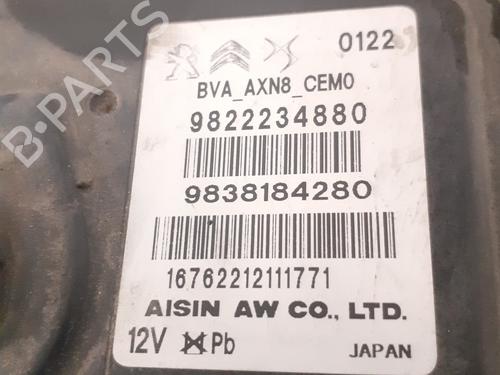 0122
BVA_AXN8_CEM0
9822234880
9838184280
16762212111771
AISIN AW CO., LTD.
12V Pb
JAPAN
B-PARTS